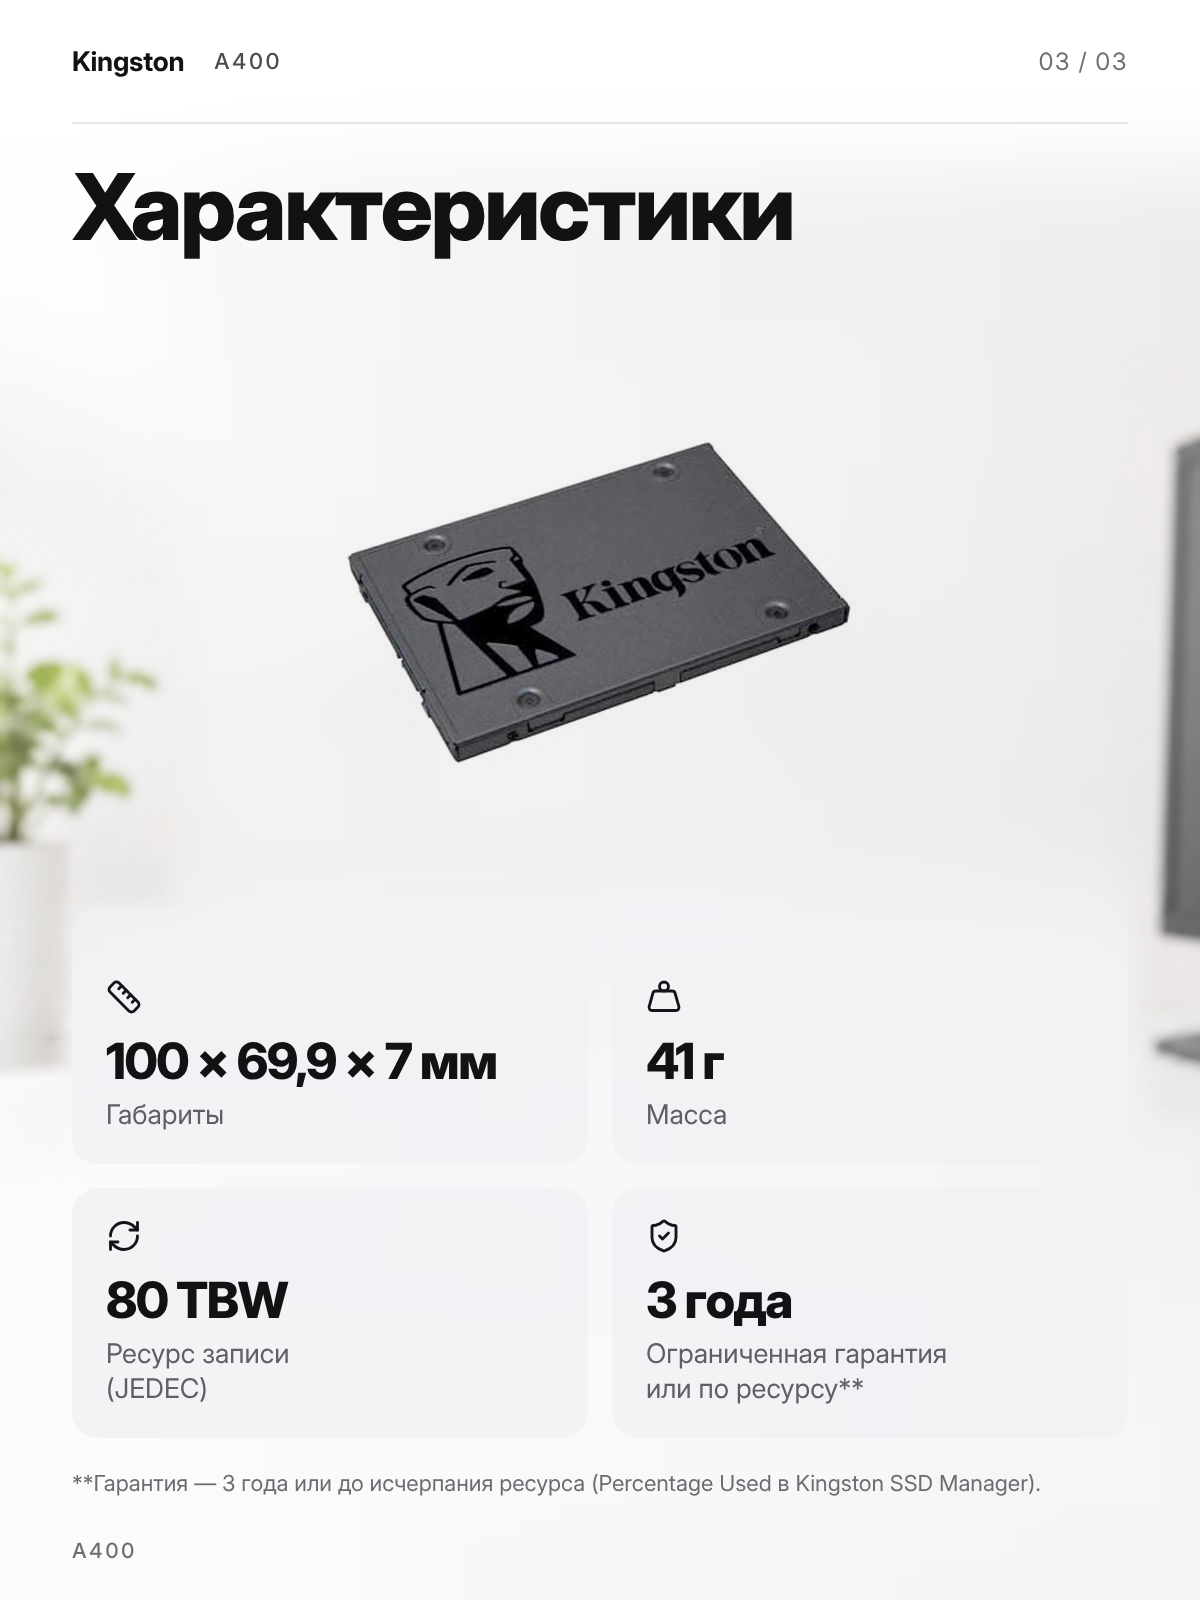 Kingston A400
03 / 03
Характеристики
Kingston
100 × 69,9 × 7 мм
Габариты
41 г
Масса
80 TBW
Ресурс записи
(JEDEC)
3 года
Ограниченная гарантия
или по ресурсу**
**Гарантия — 3 года или до исчерпания ресурса (Percentage Used в Kingston SSD Manager).
A400